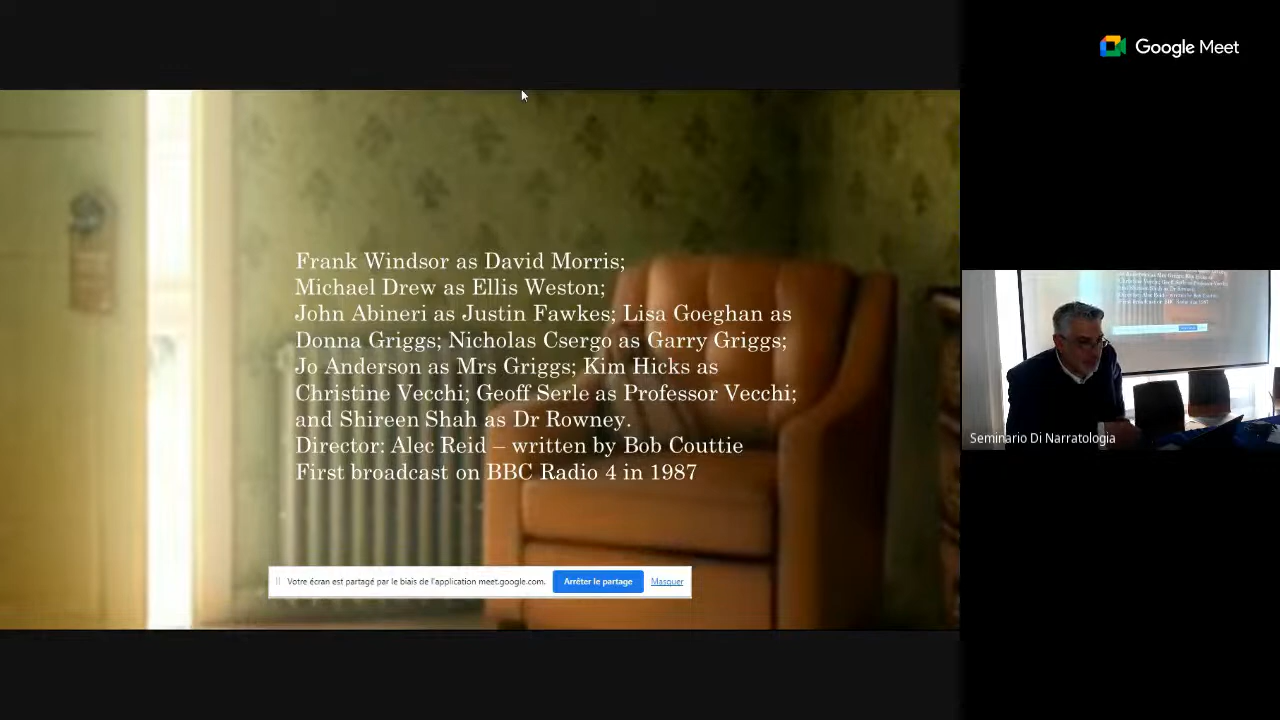 Google Meet
Frank Windsor as David Morris;
Michael Drew as Ellis Weston;
John Abineri as Justin Fawkes; Lisa Goeghan as
Donna Griggs; Nicholas Csergo as Garry Griggs;
Jo Anderson as Mrs Griggs; Kim Hicks as
Christine Vecchi; Geoff Serle as Professor Vecchi;
and Shireen Shah as Dr Rowney.
Director: Alec Reid – written by Bob Couttie
First broadcast on BBC Radio 4 in 1987
Votre écran est partagé par le biais de l'application meet.google.com.
Arrêter le partage
Masquer
Seminario Di Narratologia